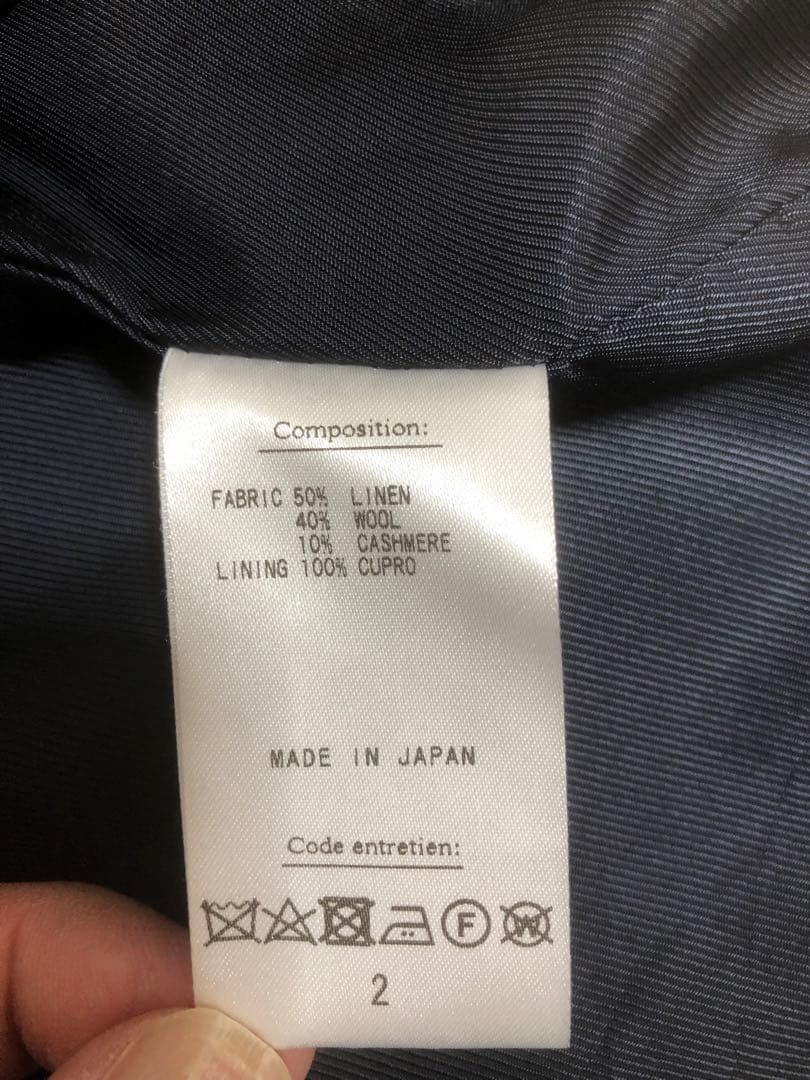 Composition:
FABRIC 50% LINEN
40% WOOL
10% CASHMERE
LINING 100% CUPRO
MADE IN JAPAN
Code entretien:
F W
2